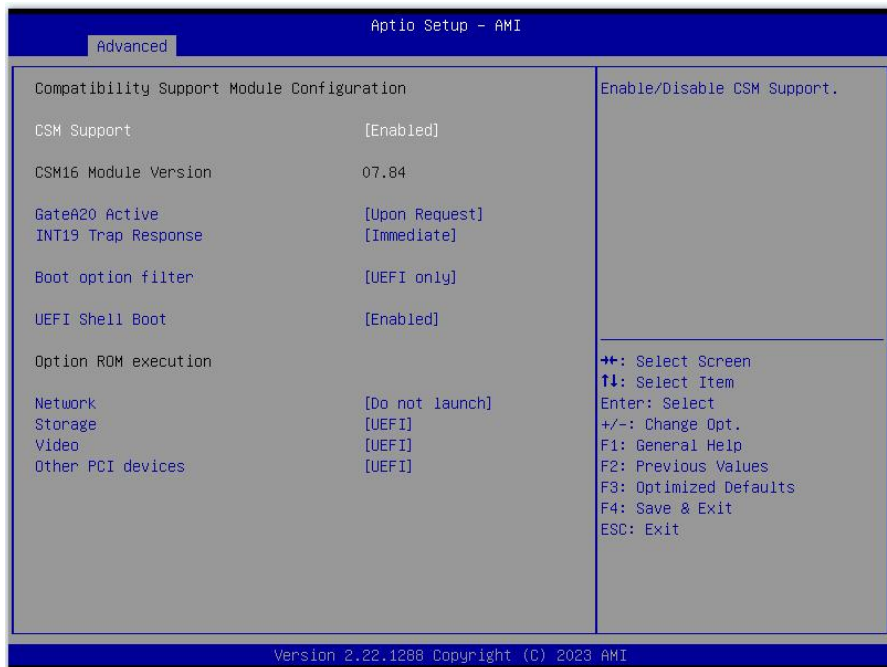 Aptio Setup – AMI
Advanced
Compatibility Support Module Configuration
CSM Support [Enabled]
CSM16 Module Version 07.84
GateA20 Active [Upon Request]
INT19 Trap Response [Immediate]
Boot option filter [UEFI only]
UEFI Shell Boot [Enabled]
Option ROM execution
Network [Do not launch]
Storage [UEFI]
Video [UEFI]
Other PCI devices [UEFI]
Enable/Disable CSM Support.
→←: Select Screen
↑↓: Select Item
Enter: Select
+/-: Change Opt.
F1: General Help
F2: Previous Values
F3: Optimized Defaults
F4: Save & Exit
ESC: Exit
Version 2.22.1288 Copyright (C) 2023 AMI